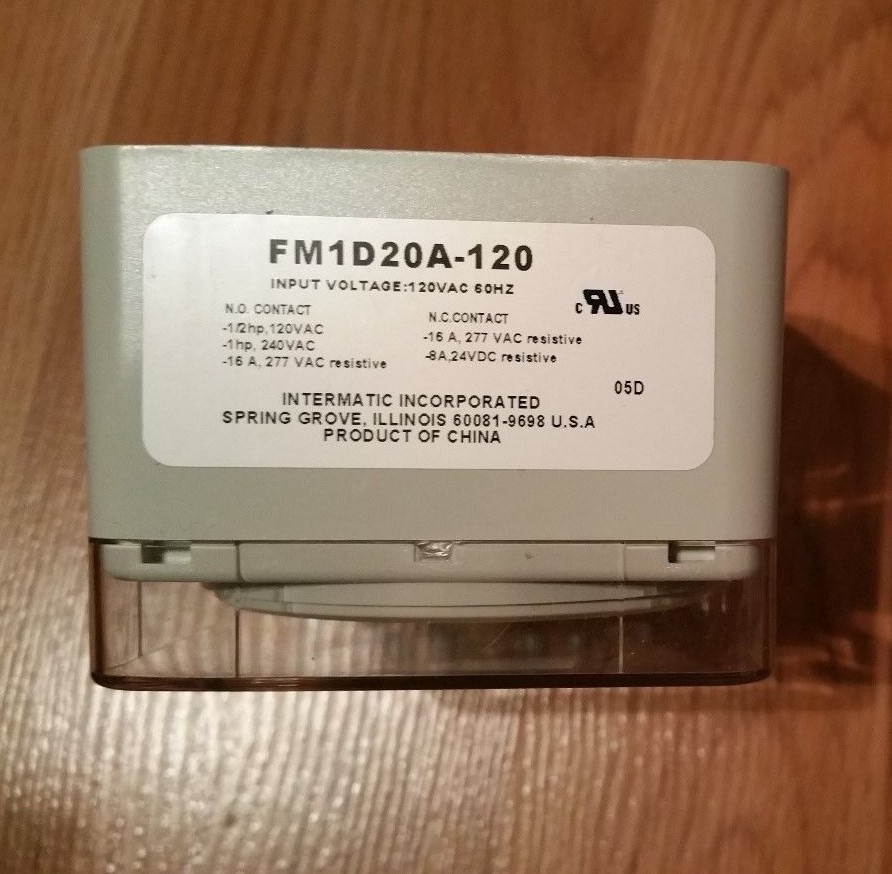 FM1D20A-120
INPUT VOLTAGE:120VAC 60HZ
N.O. CONTACT
-1/2hp,120VAC
-1hp, 240VAC
-16 A, 277 VAC resistive
N.C.CONTACT
-16 A, 277 VAC resistive
-8A,24VDC resistive
C RU US
05D
INTERMATIC INCORPORATED
SPRING GROVE, ILLINOIS 60081-9698 U.S.A
PRODUCT OF CHINA